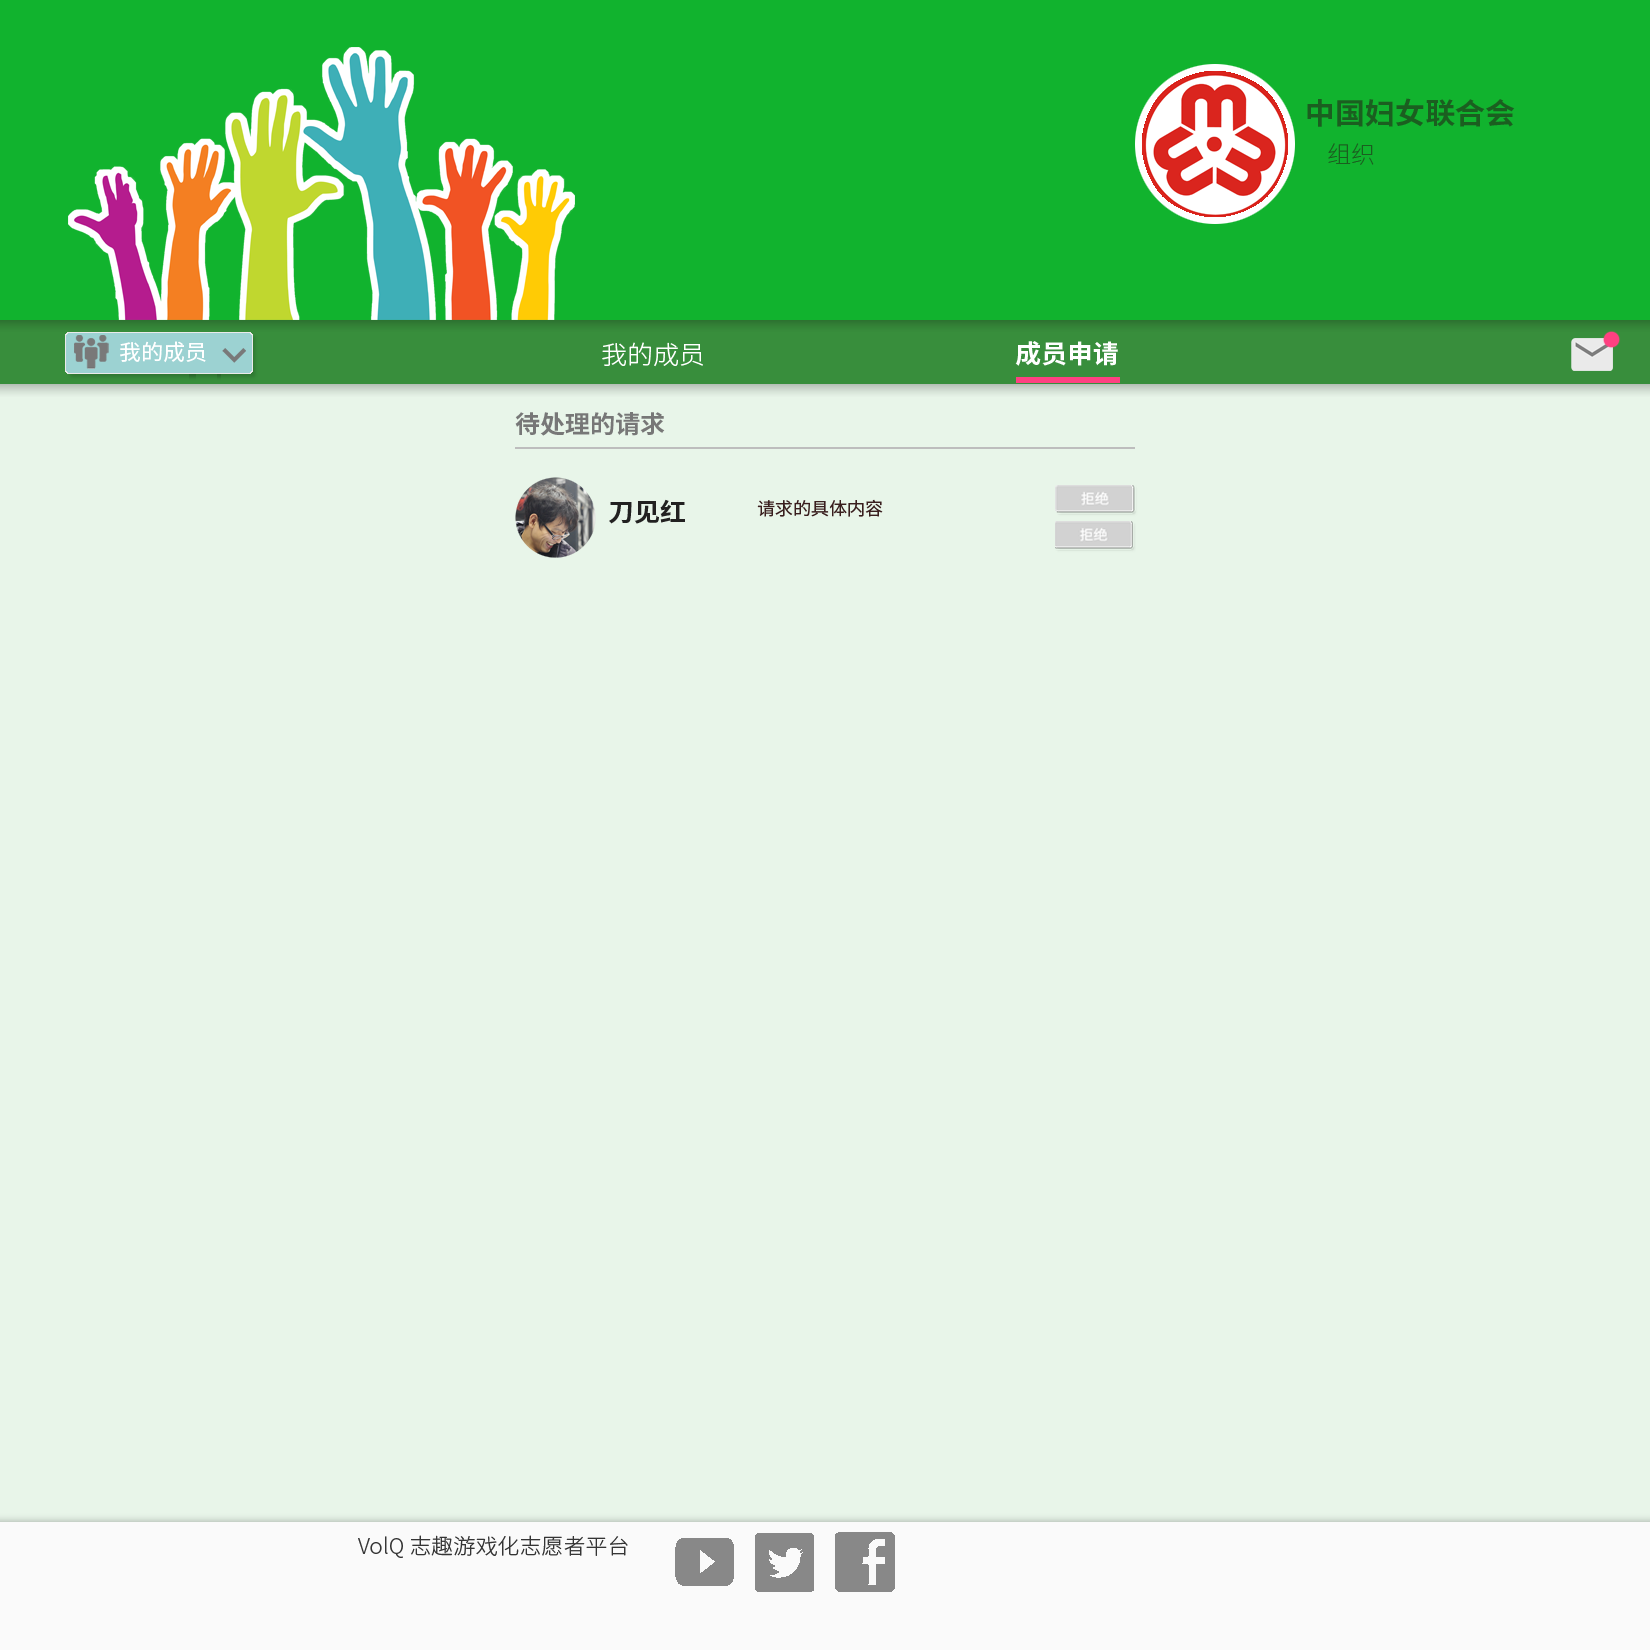 中国妇女联合会
组织
我的成员
我的成员
成员申请
待处理的请求
刀见红
请求的具体内容
拒绝
拒绝
VolQ 志趣游戏化志愿者平台